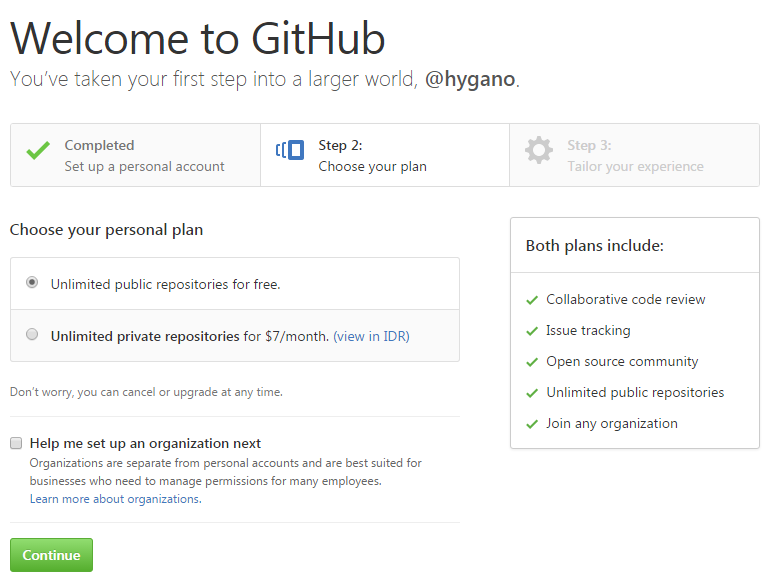 Welcome to GitHub
You’ve taken your first step into a larger world, @hygano.
Completed
Set up a personal account
Step 2:
Choose your plan
Step 3:
Tailor your experience
Choose your personal plan
Unlimited public repositories for free.
Unlimited private repositories for $7/month. (view in IDR)
Don’t worry, you can cancel or upgrade at any time.
Help me set up an organization next
Organizations are separate from personal accounts and are best suited for
businesses who need to manage permissions for many employees.
Learn more about organizations.
Continue
Both plans include:
Collaborative code review
Issue tracking
Open source community
Unlimited public repositories
Join any organization